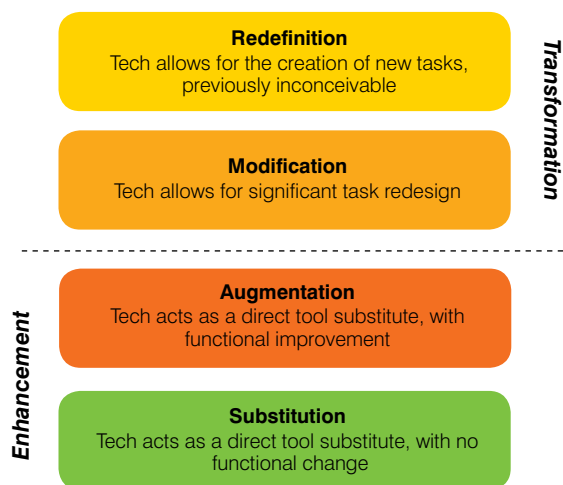 Redefinition
Tech allows for the creation of new tasks,
previously inconceivable
Transformation
Modification
Tech allows for significant task redesign
Augmentation
Tech acts as a direct tool substitute, with
functional improvement
Enhancement
Substitution
Tech acts as a direct tool substitute, with no
functional change